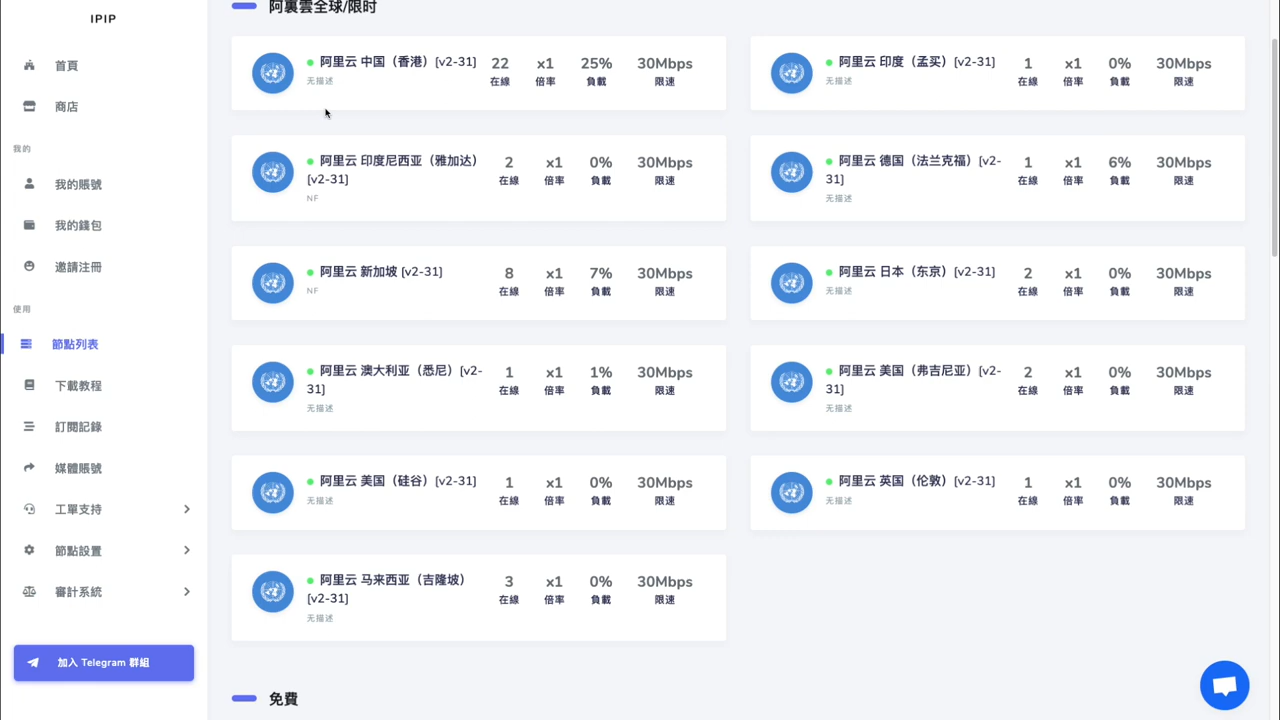 IPIP
首頁
商店
我的
我的賬號
我的錢包
邀請注冊
使用
節點列表
下載教程
訂閱記錄
媒體賬號
工單支持
節點設置
審計系統
加入 Telegram 群組
阿裏雲全球/限时
阿里云 中国（香港）[v2-31]
无描述
22 x1 25% 30Mbps
在線 倍率 負載 限速
阿里云 印度（孟买）[v2-31]
无描述
1 x1 0% 30Mbps
在線 倍率 負載 限速
阿里云 印度尼西亚（雅加达）
[v2-31]
NF
2 x1 0% 30Mbps
在線 倍率 負載 限速
阿里云 德国（法兰克福）[v2-
31]
无描述
1 x1 6% 30Mbps
在線 倍率 負載 限速
阿里云 新加坡 [v2-31]
NF
8 x1 7% 30Mbps
在線 倍率 負載 限速
阿里云 日本（东京）[v2-31]
无描述
2 x1 0% 30Mbps
在線 倍率 負載 限速
阿里云 澳大利亚（悉尼）[v2-
31]
无描述
1 x1 1% 30Mbps
在線 倍率 負載 限速
阿里云 美国（弗吉尼亚）[v2-
31]
无描述
2 x1 0% 30Mbps
在線 倍率 負載 限速
阿里云 美国（硅谷）[v2-31]
无描述
1 x1 0% 30Mbps
在線 倍率 負載 限速
阿里云 英国（伦敦）[v2-31]
无描述
1 x1 0% 30Mbps
在線 倍率 負載 限速
阿里云 马来西亚（吉隆坡）
[v2-31]
无描述
3 x1 0% 30Mbps
在線 倍率 負載 限速
免費